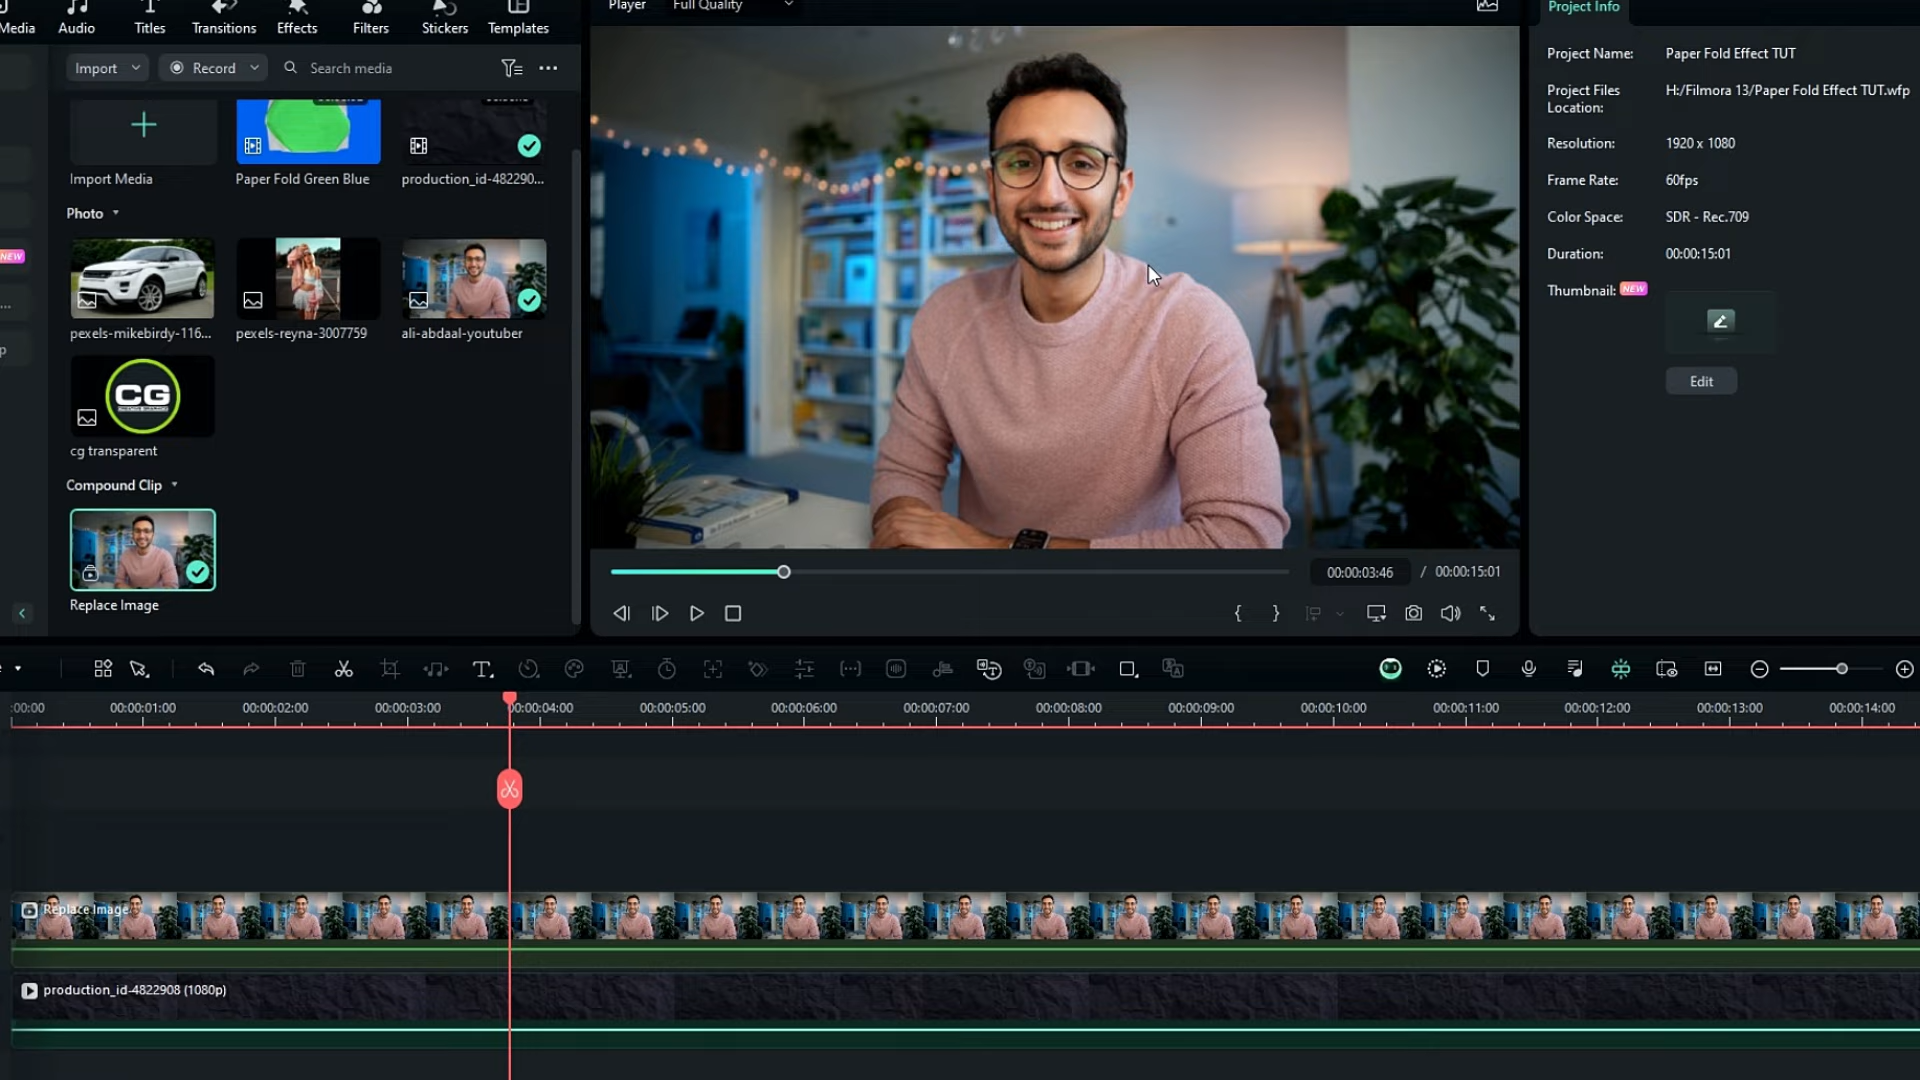 Media
Audio
Titles
Transitions
Effects
Filters
Stickers
Templates
Player
Full Quality
Project Info
Import
Record
Search media
Import Media
Paper Fold Green Blue
production_id-482290...
Photo
pexels-mikebirdy-116...
pexels-reyna-3007759
ali-abdaal-youtuber
NEW
CG
cg transparent
Compound Clip
Replace Image
Project Name: Paper Fold Effect TUT
Project Files Location: H:/Filmora 13/Paper Fold Effect TUT.wfp
Resolution: 1920 x 1080
Frame Rate: 60fps
Color Space: SDR - Rec.709
Duration: 00:00:15:01
Thumbnail: NEW
Edit
00:00:03:46 / 00:00:15:01
:00:00
00:00:01:00
00:00:02:00
00:00:03:00
00:00:04:00
00:00:05:00
00:00:06:00
00:00:07:00
00:00:08:00
00:00:09:00
00:00:10:00
00:00:11:00
00:00:12:00
00:00:13:00
00:00:14:00
Replace Image
production_id-4822908 (1080p)